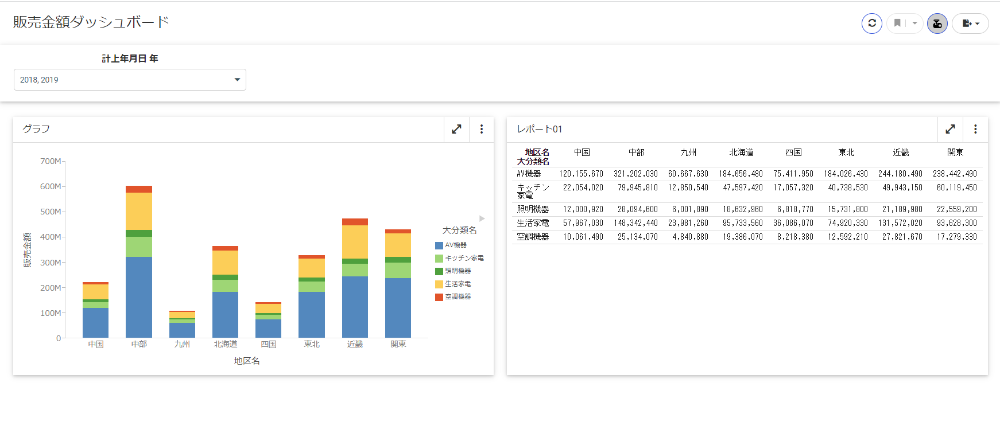 販売金額ダッシュボード
計上年月日 年
2018, 2019
グラフ
700M
600M
500M
400M
300M
200M
100M
0
販売金額
中国 中部 九州 北海道 四国 東北 近畿 関東
地区名
大分類名
AV機器
キッチン家電
照明機器
生活家電
空調機器
レポート01
地区名 中国 中部 九州 北海道 四国 東北 近畿 関東
大分類名
AV機器 120,155,670 321,202,030 60,667,630 184,656,480 75,411,950 184,026,430 244,180,490 238,442,490
キッチン 22,054,020 79,945,810 12,850,540 47,597,420 17,057,320 40,738,530 49,943,150 60,119,450
家電
照明機器 12,000,920 28,094,600 6,001,890 18,632,960 6,818,770 15,731,800 21,189,980 22,559,200
生活家電 57,967,030 148,342,440 23,981,260 95,733,560 36,086,070 74,920,330 131,572,020 93,628,300
空調機器 10,061,490 25,134,070 4,840,880 19,386,070 8,218,380 12,592,210 27,821,670 17,279,330